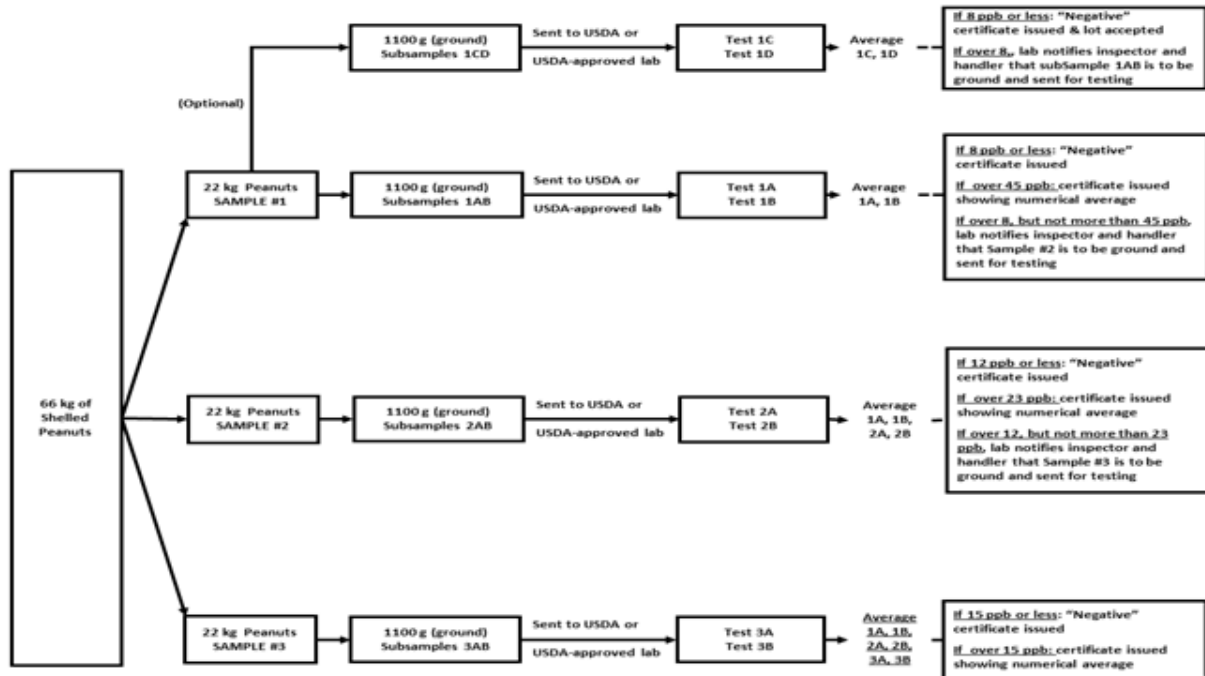 1100 g (ground)
Subsamples 1CD
Sent to USDA or
USDA-approved lab
Test 1C
Test 1D
Average
1C, 1D
If 8 ppb or less: "Negative"
certificate issued & lot accepted
If over 8,, lab notifies inspector and
handler that subSample 1AB is to be
ground and sent for testing
(Optional)
66 kg of
Shelled
Peanuts
22 kg Peanuts
SAMPLE #1
1100 g (ground)
Subsamples 1AB
Sent to USDA or
USDA-approved lab
Test 1A
Test 1B
Average
1A, 1B
If 8 ppb or less: "Negative"
certificate issued
If over 45 ppb: certificate issued
showing numerical average
If over 8, but not more than 45 ppb,
lab notifies inspector and handler
that Sample #2 is to be ground and
sent for testing
22 kg Peanuts
SAMPLE #2
1100 g (ground)
Subsamples 2AB
Sent to USDA or
USDA-approved lab
Test 2A
Test 2B
Average
1A, 1B,
2A, 2B
If 12 ppb or less: "Negative"
certificate issued
If over 23 ppb: certificate issued
showing numerical average
If over 12, but not more than 23
ppb, lab notifies inspector and
handler that Sample #3 is to be
ground and sent for testing
22 kg Peanuts
SAMPLE #3
1100 g (ground)
Subsamples 3AB
Sent to USDA or
USDA-approved lab
Test 3A
Test 3B
Average
1A, 1B,
2A, 2B,
3A, 3B
If 15 ppb or less: "Negative"
certificate issued
If over 15 ppb: certificate issued
showing numerical average